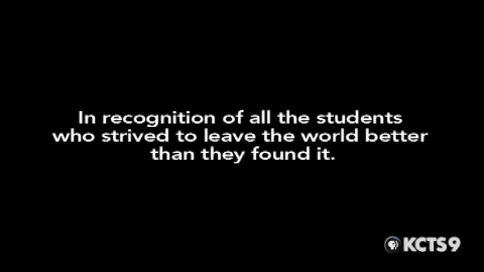 In recognition of all the students
who strived to leave the world better
than they found it.
KCTS9